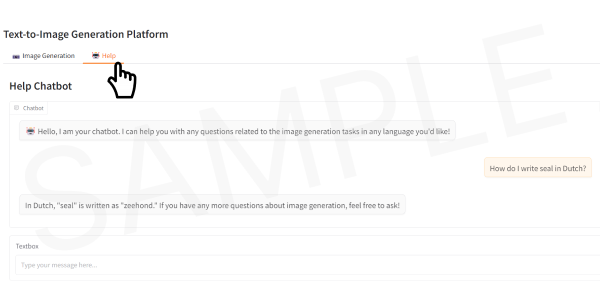 Text-to-Image Generation Platform
Image Generation
Help
Help Chatbot
Chatbot
Hello, I am your chatbot. I can help you with any questions related to the image generation tasks in any language you'd like!
How do I write seal in Dutch?
In Dutch, "seal" is written as "zeehond." If you have any more questions about image generation, feel free to ask!
Textbox
Type your message here...
SAMPLE